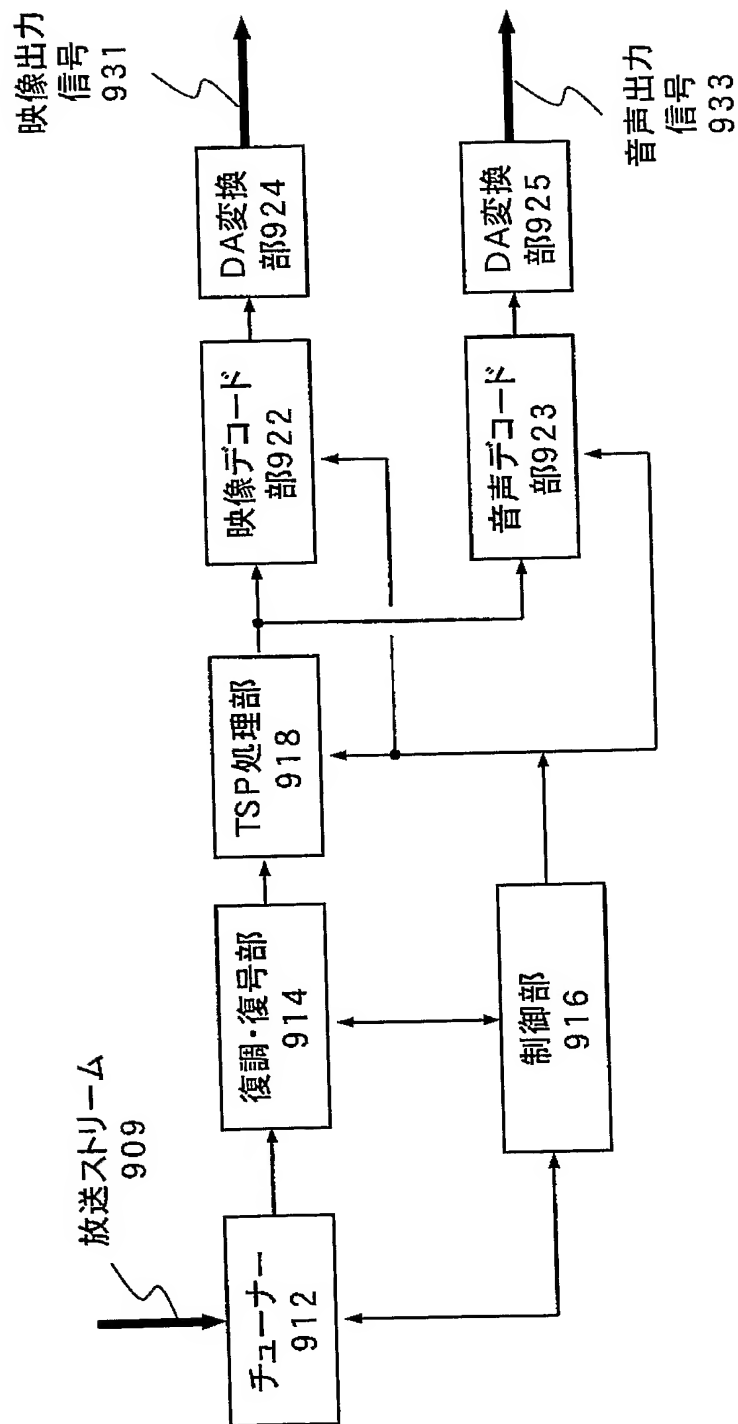 放送ストリーム
909
チューナー
912
復調・復号部
914
制御部
916
TSP処理部
918
映像デコード
部922
音声デコード
部923
DA変換
部924
DA変換
部925
映像出力
信号
931
音声出力
信号
933